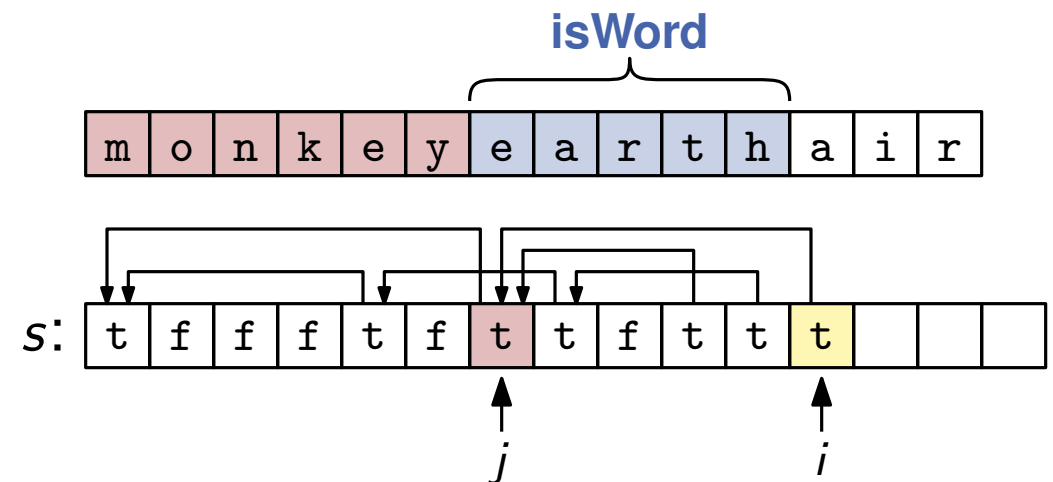 isWord
m o n k e y e a r t h a i r
s: t f f f t f t t f t t t
j i